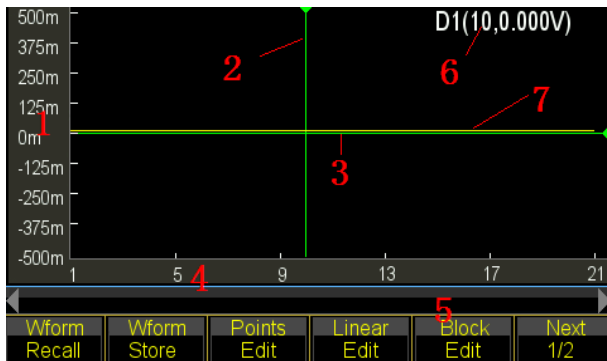 500m
D1(10,0.000V)
375m
2
6
250m
7
125m
1
0m
3
-125m
-250m
-375m
-500m
1 5 9 13 17 21
4
5
Wform Wform Points Linear Block Next
Recall Store Edit Edit Edit 1/2